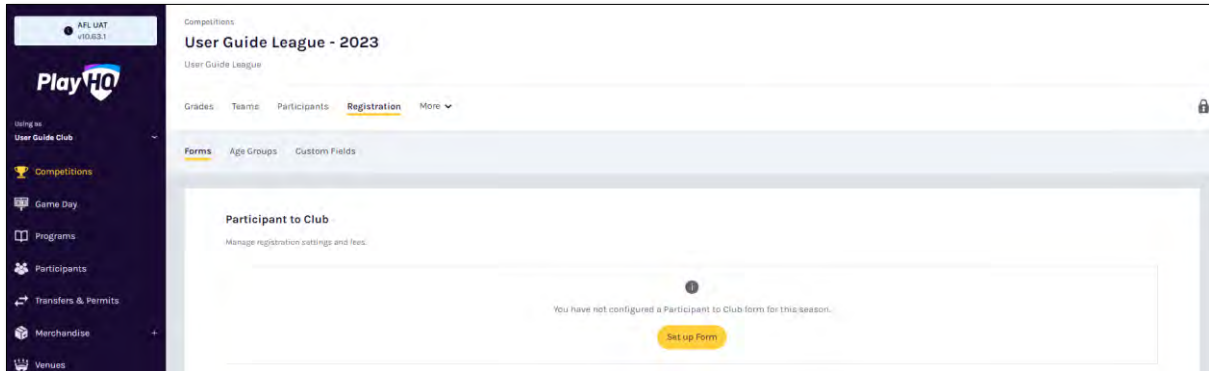 AFL UAT
v10.63.1
PlayHQ
Using as
User Guide Club
Competitions
Game Day
Programs
Participants
Transfers & Permits
Merchandise +
Venues
Competitions
User Guide League - 2023
User Guide League
Grades Teams Participants Registration More
Forms Age Groups Custom Fields
Participant to Club
Manage registration settings and fees.
You have not configured a Participant to Club form for this season.
Set up Form